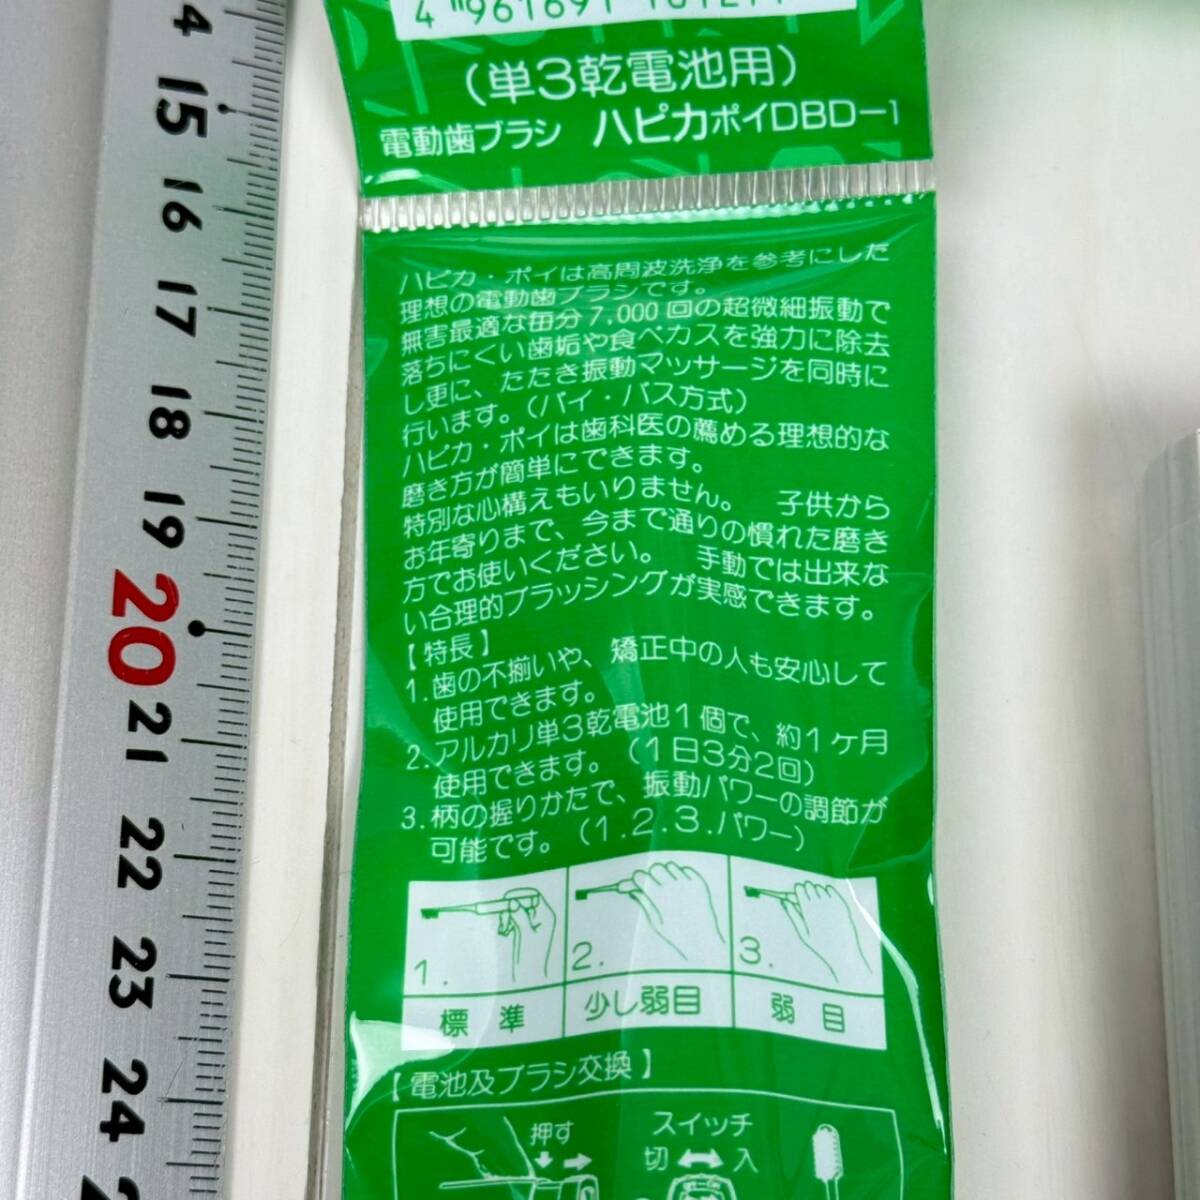 (単3乾電池用)
電動歯ブラシ ハピカポイDBD-1
ハピカ・ポイは高周波洗浄を参考にした
理想の電動歯ブラシです。
無害最適な毎分7,000回の超微細振動で
落ちにくい歯垢や食べカスを強力に除去
し更に、たたき振動マッサージを同時に
行います。(バイ・バス方式)
ハピカ・ポイは歯科医の薦める理想的な
磨き方が簡単にできます。
特別な心構えもいりません。 子供から
お年寄りまで、今まで通りの慣れた磨き
方でお使いください。 手動では出来な
い合理的ブラッシングが実感できます。
【特長】
1.歯の不揃いや、矯正中の人も安心して
使用できます。
2.アルカリ単3乾電池1個で、約1ケ月
使用できます。(1日3分2回)
3.柄の握りかたで、振動パワーの調節が
可能です。(1.2.3.パワー)
1. 2. 3.
標準 少し弱目 弱目
【電池及ブラシ交換】
押す スイッチ
切 入
15
16
17
18
19
20
21
22
23
24